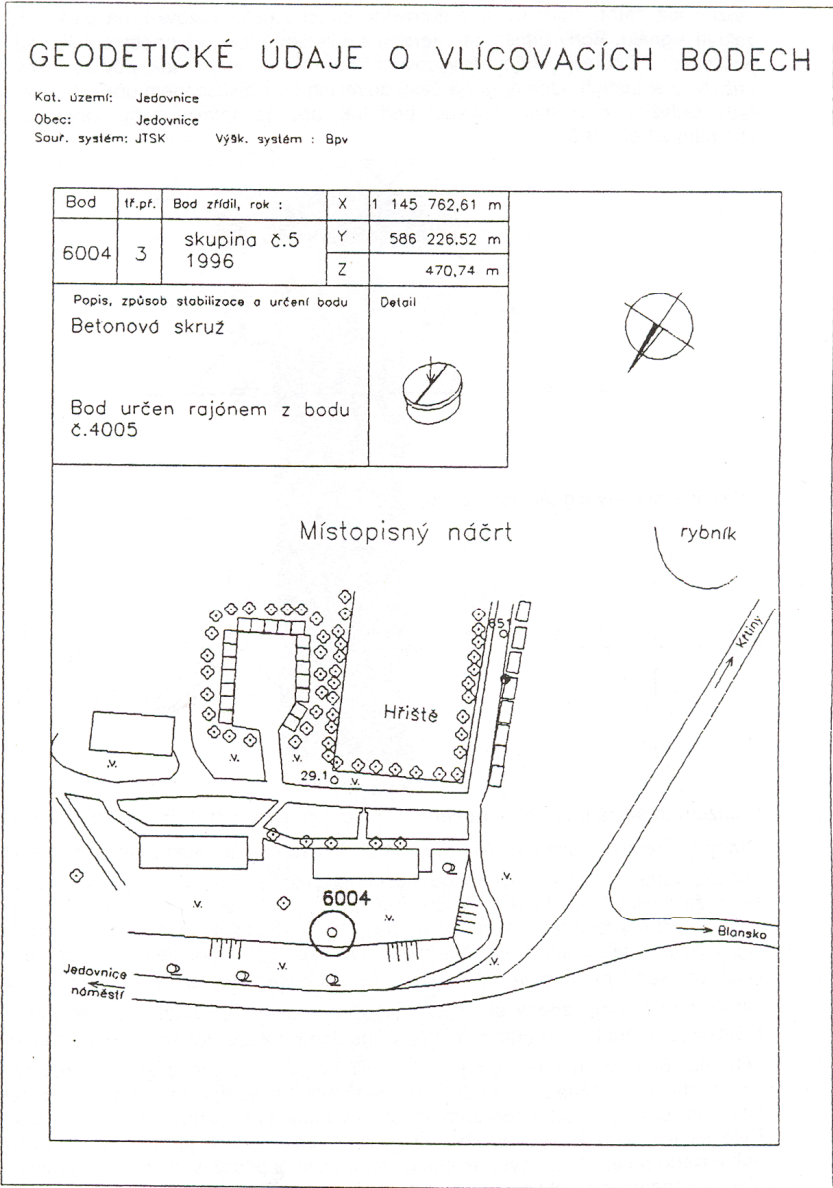 GEODETICKÉ ÚDAJE O VLÍCOVACÍCH BODECH
Kat. území: Jedovnice
Obec: Jedovnice
Souř. systém: JTSK Výšk. systém : Bpv
Bod tř.př. Bod zřídil, rok : X 1 145 762,61 m
6004 3 skupina č.5 Y 586 226.52 m
1996 Z 470,74 m
Popis, způsob stabilizace a určení bodu Detail
Betonová skruž
Bod určen rajónem z bodu
č.4005
Místopisný náčrt
rybník
651
Křtiny
Hřiště
.v.
.v.
.v.
29.1
.v.
.v.
6004
.v.
.v.
Blansko
.v.
.v.
Jedovnice
náměstí